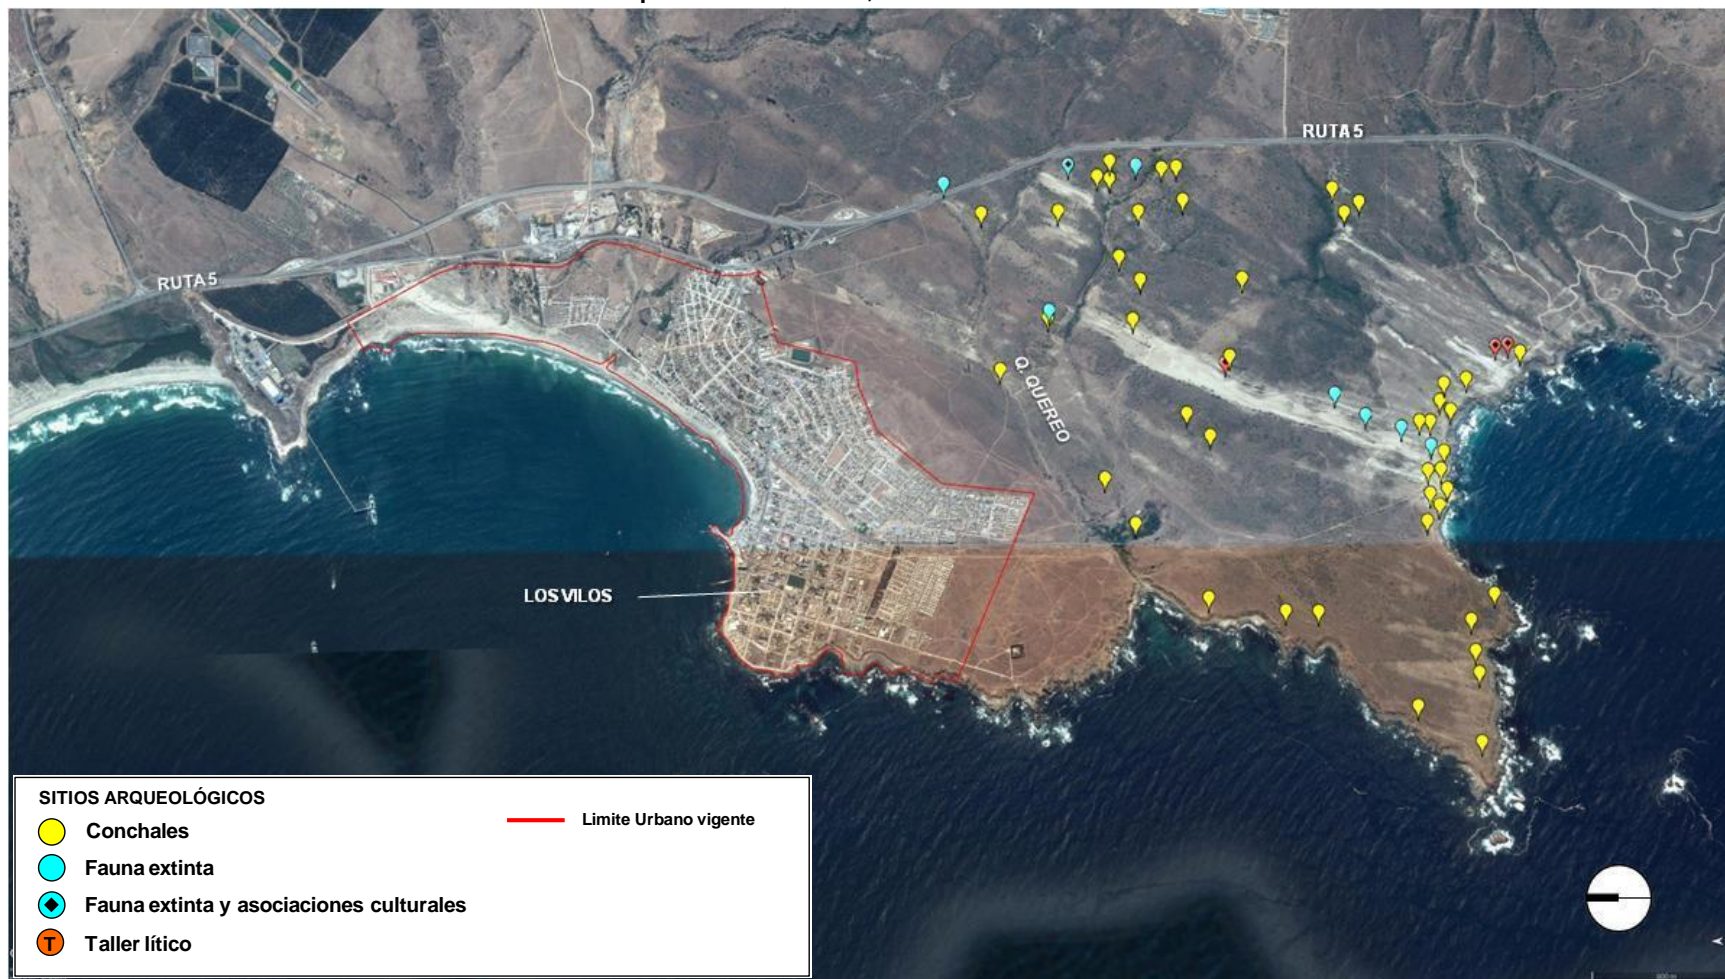 RUTA 5
RUTA 5
Q. QUEREO
LOS VILOS
SITIOS ARQUEOLÓGICOS
Conchales
Limite Urbano vigente
Fauna extinta
Fauna extinta y asociaciones culturales
T Taller lítico